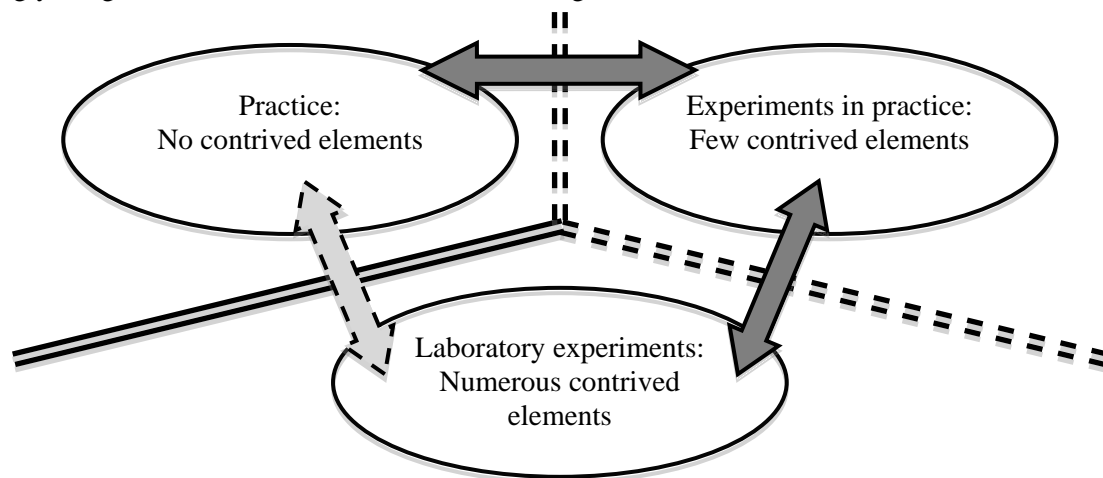 Practice:
No contrived elements
Experiments in practice:
Few contrived elements
Laboratory experiments:
Numerous contrived
elements